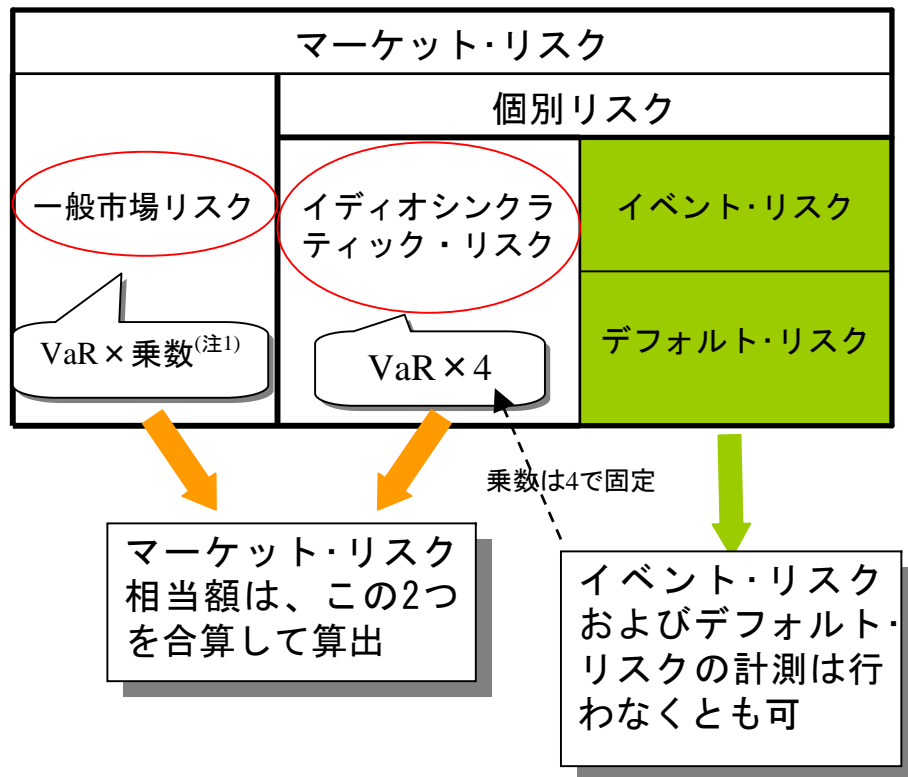 マーケット･リスク
個別リスク
一般市場リスク
イディオシンクラ
ティック・リスク
イベント･リスク
デフォルト･リスク
VaR×乗数(注1)
VaR×4
乗数は4で固定
マーケット･リスク
相当額は、この2つ
を合算して算出
イベント･リスク
およびデフォルト･
リスクの計測は行
わなくとも可